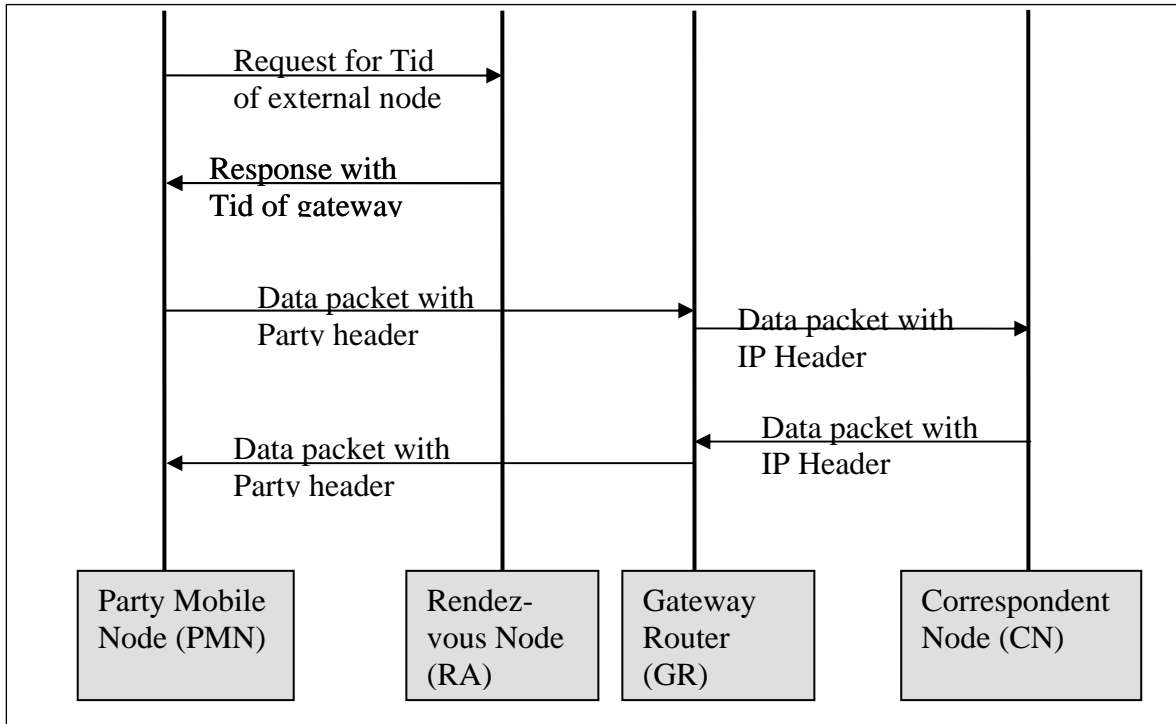 Request for Tid
of external node
Response with
Tid of gateway
Data packet with
Party header
Data packet with
IP Header
Data packet with
IP Header
Data packet with
Party header
Party Mobile
Node (PMN)
Rendez-
vous Node
(RA)
Gateway
Router
(GR)
Correspondent
Node (CN)